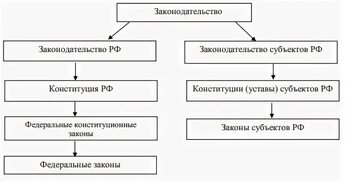 Законодательство
Законодательство РФ
Законодательство субъектов РФ
Конституция РФ
Конституции (уставы) субъектов РФ
Федеральные конституционные
законы
Законы субъектов РФ
Федеральные законы